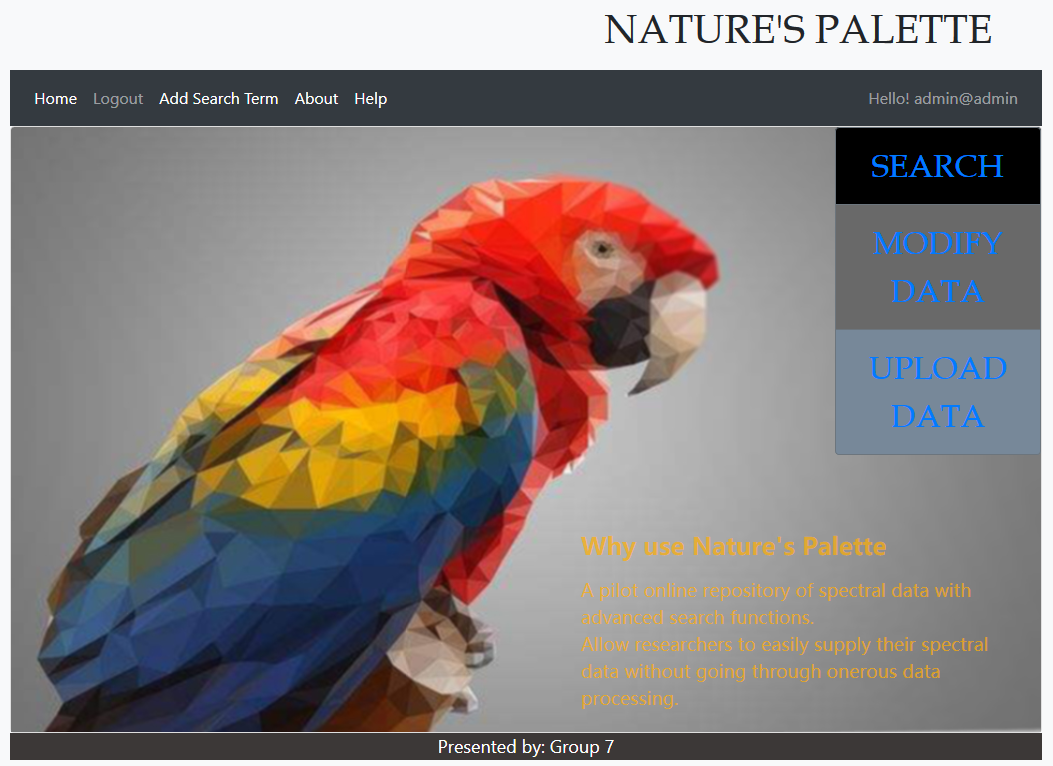 NATURE'S PALETTE
Home Logout Add Search Term About Help Hello! admin@admin
SEARCH
MODIFY
DATA
UPLOAD
DATA
Why use Nature's Palette
A pilot online repository of spectral data with
advanced search functions.
Allow researchers to easily supply their spectral
data without going through onerous data
processing.
Presented by: Group 7